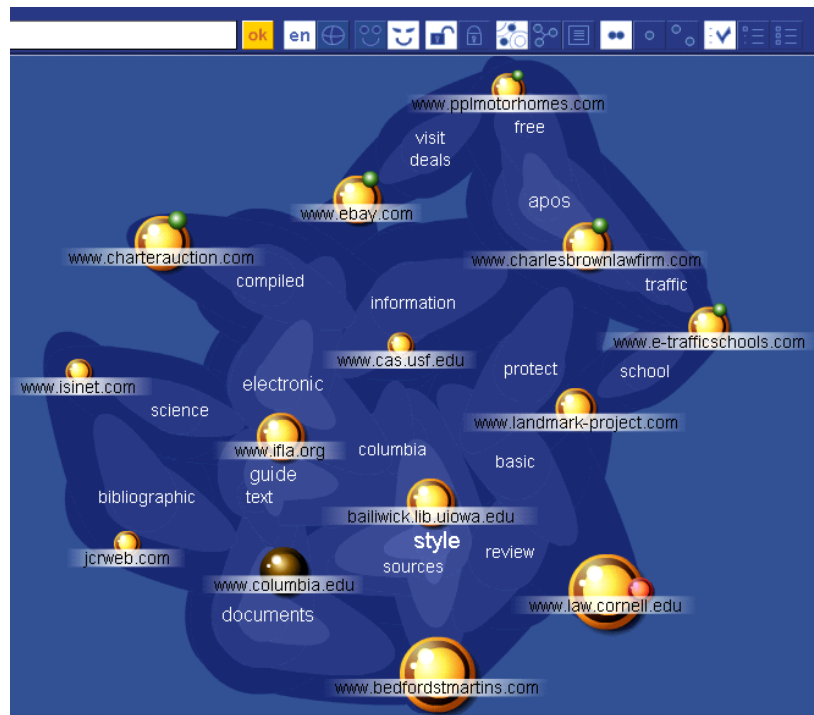 ok
en
www.pplmotorhomes.com
free
visit
deals
apos
www.ebay.com
www.charterauction.com
www.charlesbrownlawfirm.com
compiled
traffic
information
www.e-trafficschools.com
www.cas.usf.edu
www.isinet.com
electronic
protect
school
science
www.landmark-project.com
www.ifla.org
columbia
basic
guide
bibliographic
text
bailiwick.lib.uiowa.edu
style
jcrweb.com
review
sources
www.columbia.edu
www.law.cornell.edu
documents
www.bedfordstmartins.com